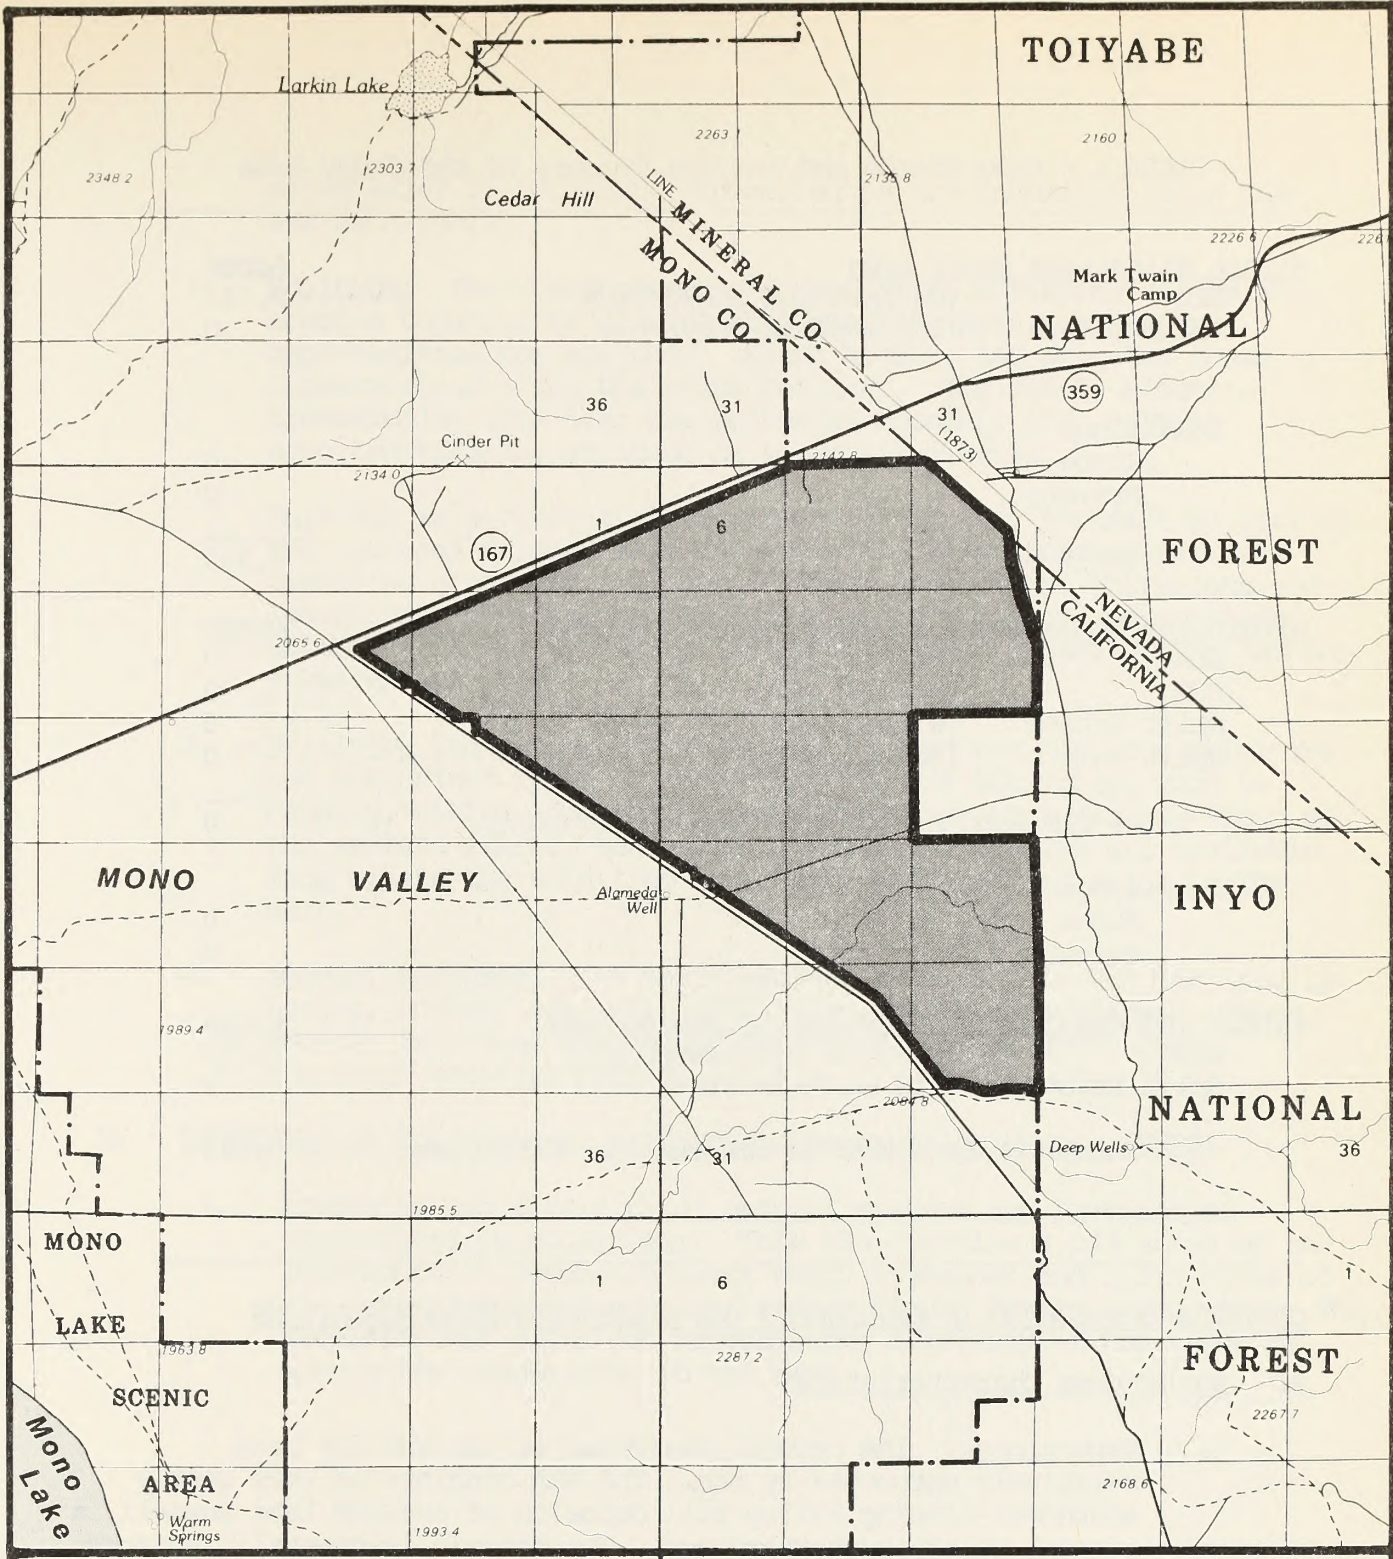 TOIYABE
Larkin Lake
2263 1
2160 1
2348 2
2303 7
2135 8
Cedar Hill
LINE
MINERAL CO.
MONO CO.
2226 6
226
Mark Twain
Camp
NATIONAL
359
36
31
31
(1873)
Cinder Pit
2134 0
2142 8
1
6
167
FOREST
NEVADA
CALIFORNIA
2065 6
MONO VALLEY
Alameda
Well
INYO
1989 4
2084 8
NATIONAL
Deep Wells
36
31
36
1985 5
MONO
LAKE
SCENIC
AREA
1
6
1
1963 8
2287 2
FOREST
2267 7
Mono
Lake
Warm
Springs
1993 4
2168 6